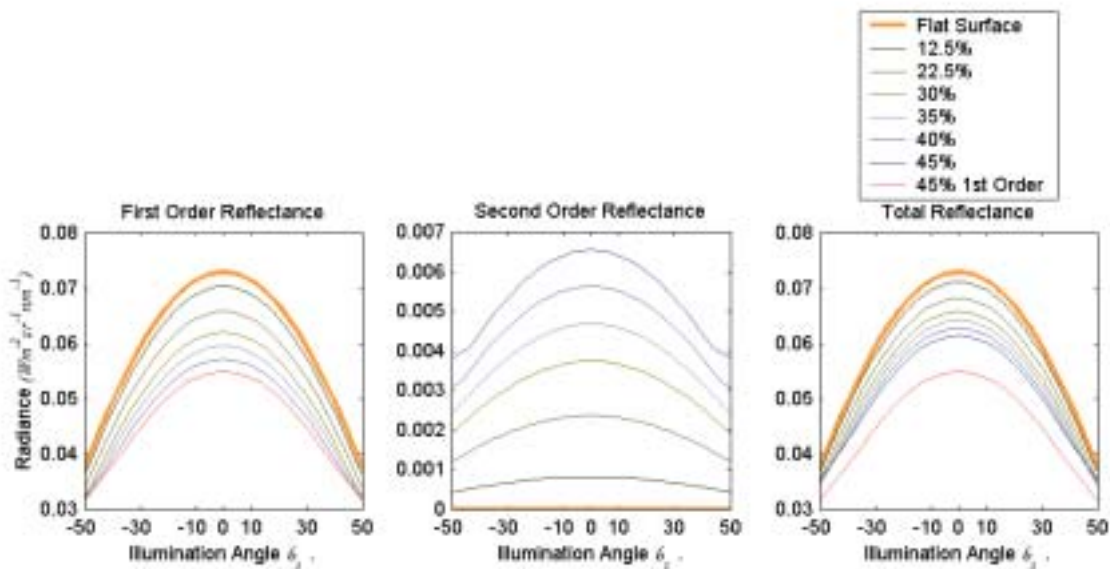 Flat Surface
12.5%
22.5%
30%
35%
40%
45%
45% 1st Order
First Order Reflectance
Second Order Reflectance
Total Reflectance
0.08
0.07
0.06
0.05
0.04
0.03
Radiance
-50 -30 -10 0 10 30 50
Illumination Angle
0.007
0.006
0.005
0.004
0.003
0.002
0.001
0
-50 -30 -10 0 10 30 50
Illumination Angle
0.08
0.07
0.06
0.05
0.04
0.03
-50 -30 -10 0 10 30 50
Illumination Angle